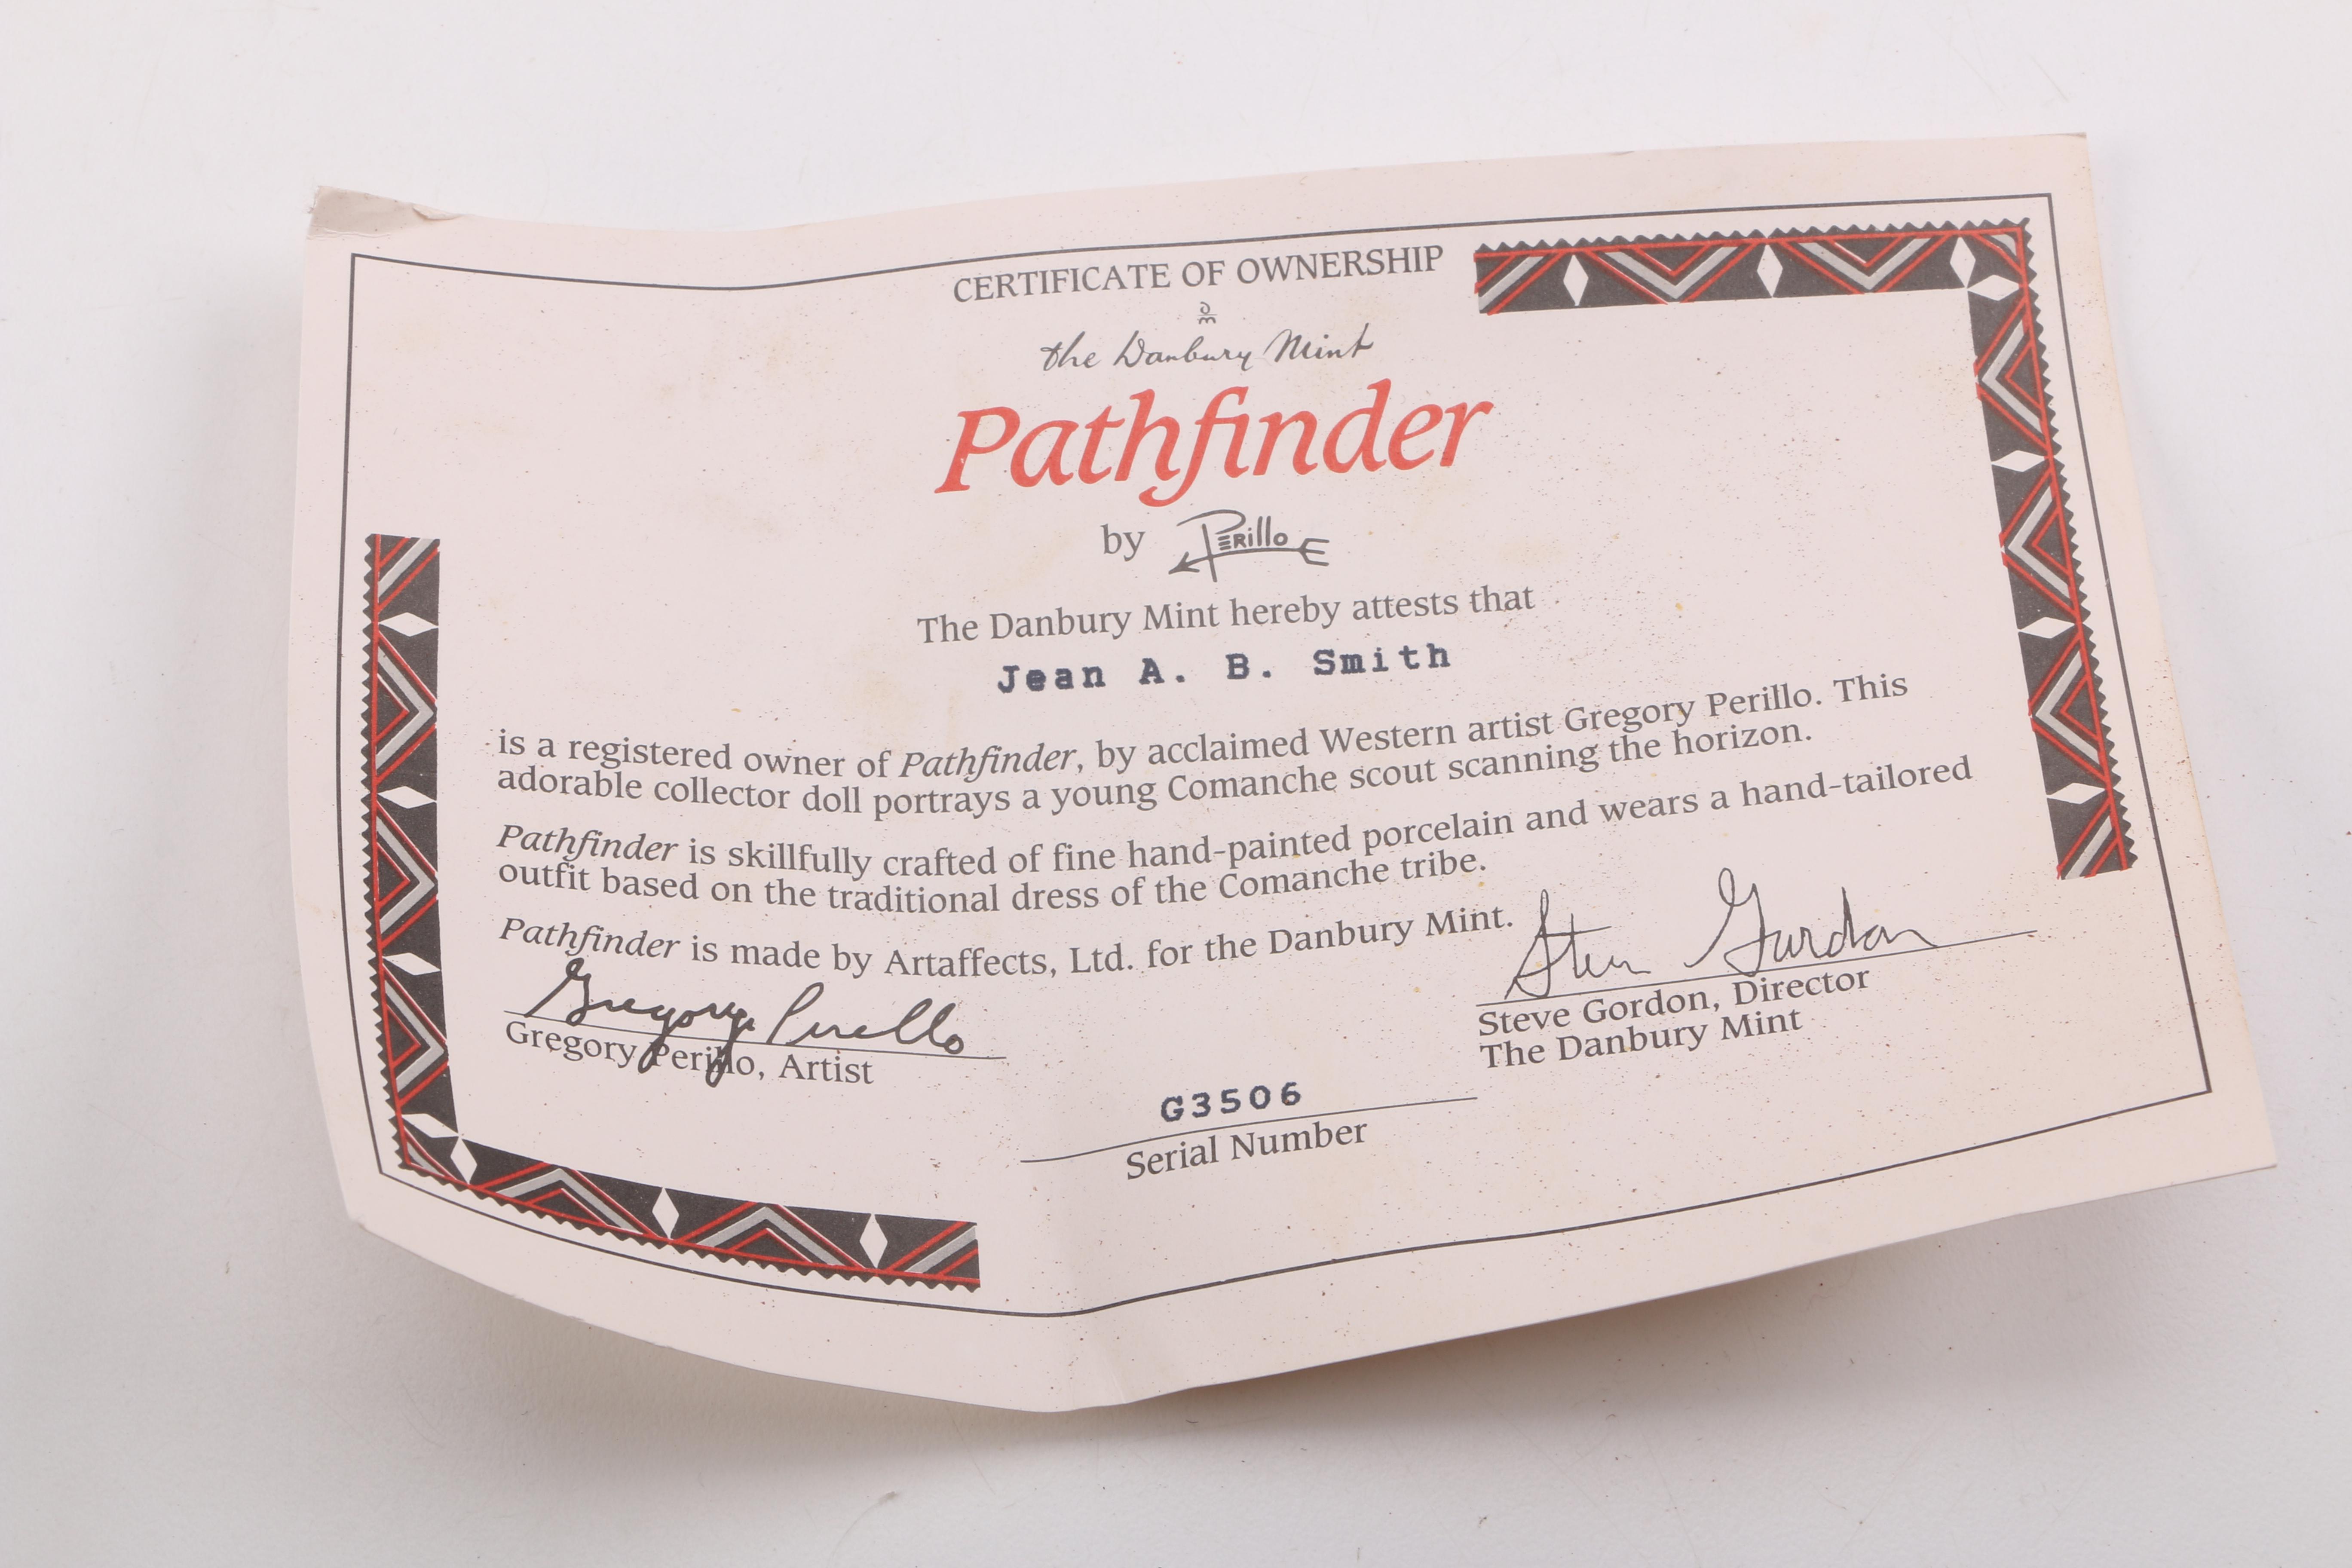 CERTIFICATE OF OWNERSHIP
the Danbury Mint
Pathfinder
by Perillo
The Danbury Mint hereby attests that
Jean A. B. Smith
is a registered owner of Pathfinder, by acclaimed Western artist Gregory Perillo. This
adorable collector doll portrays a young Comanche scout scanning the horizon.
Pathfinder is skillfully crafted of fine hand-painted porcelain and wears a hand-tailored
outfit based on the traditional dress of the Comanche tribe.
Pathfinder is made by Artaffects, Ltd. for the Danbury Mint.
Gregory Perillo
Gregory Perillo, Artist
Steve Gordon
Steve Gordon, Director
The Danbury Mint
G3506
Serial Number